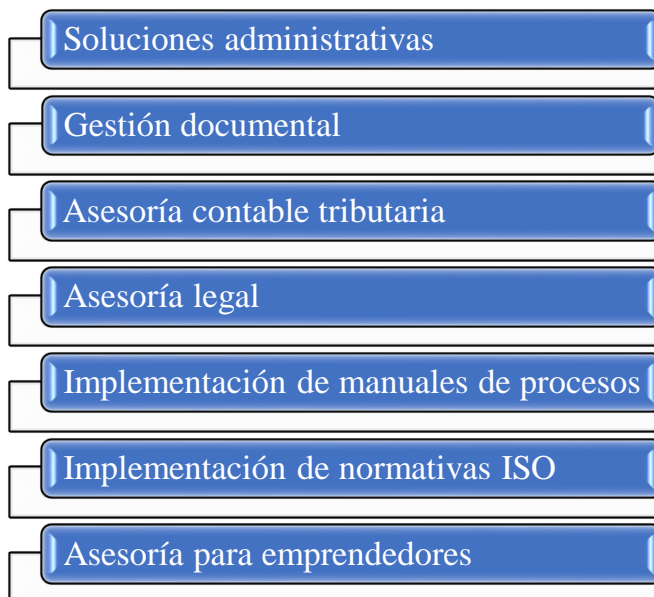 Soluciones administrativas
Gestión documental
Asesoría contable tributaria
Asesoría legal
Implementación de manuales de procesos
Implementación de normativas ISO
Asesoría para emprendedores